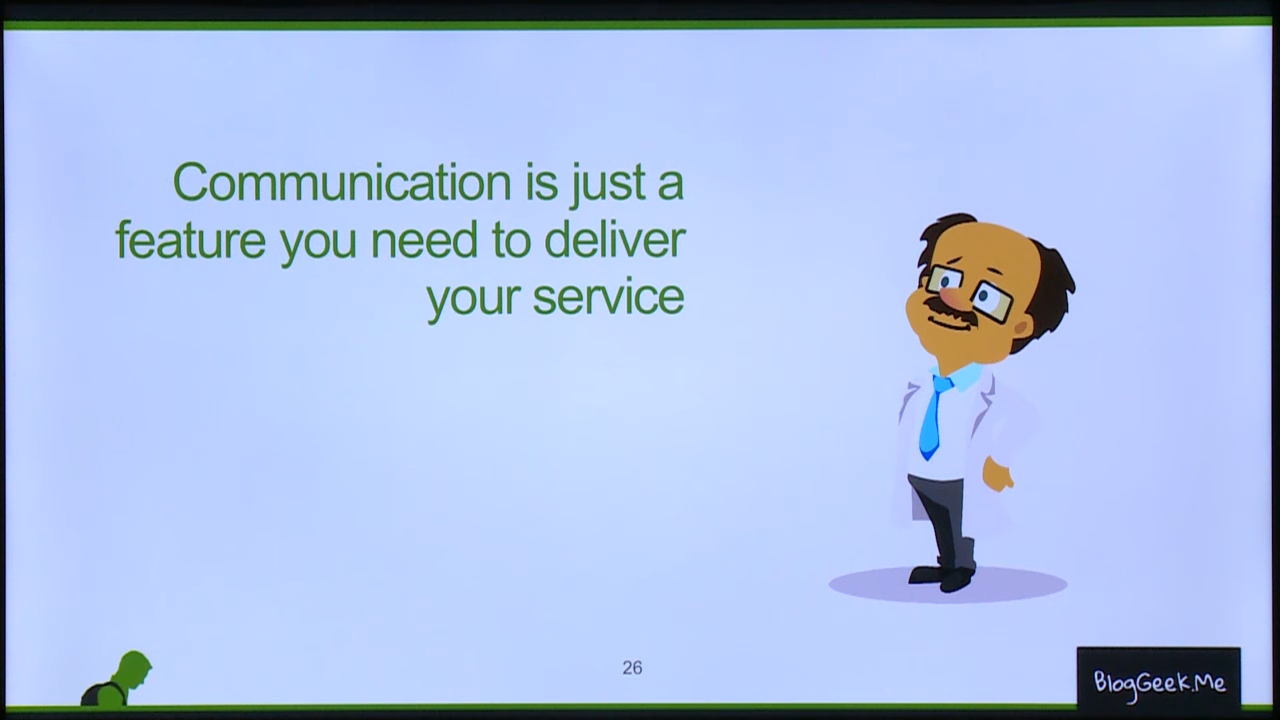 Communication is just a
feature you need to deliver
your service
26
BlogGeek.Me